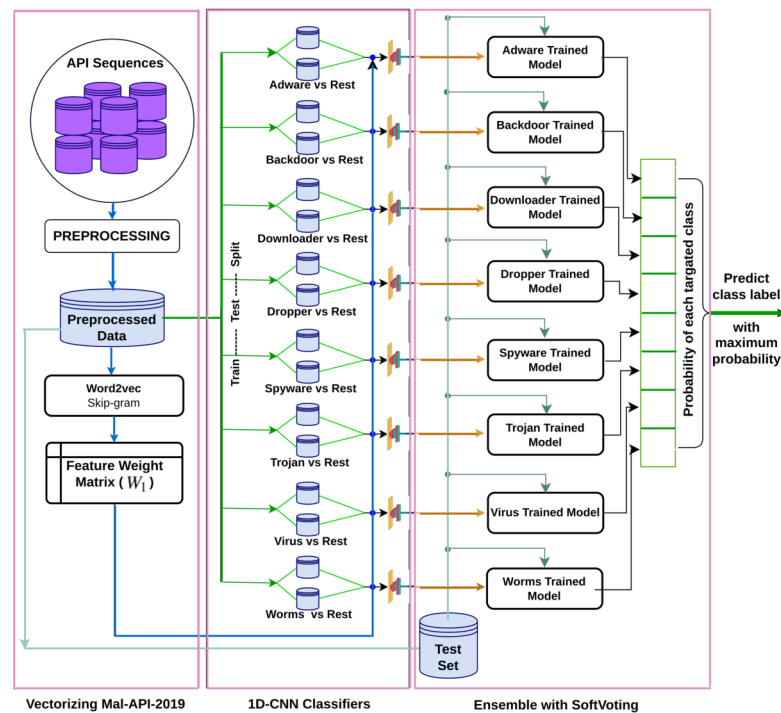 API Sequences
PREPROCESSING
Preprocessed
Data
Word2vec
Skip-gram
Feature Weight
Matrix ( W1 )
Vectorizing Mal-API-2019
Train ------- Test ------ Split
Adware vs Rest
Backdoor vs Rest
Downloader vs Rest
Dropper vs Rest
Spyware vs Rest
Trojan vs Rest
Virus vs Rest
Worms vs Rest
1D-CNN Classifiers
Adware Trained
Model
Backdoor Trained
Model
Downloader Trained
Model
Dropper Trained
Model
Spyware Trained
Model
Trojan Trained
Model
Virus Trained Model
Worms Trained
Model
Test
Set
Probability of each targated class
Ensemble with SoftVoting
Predict
class label
with
maximum
probability